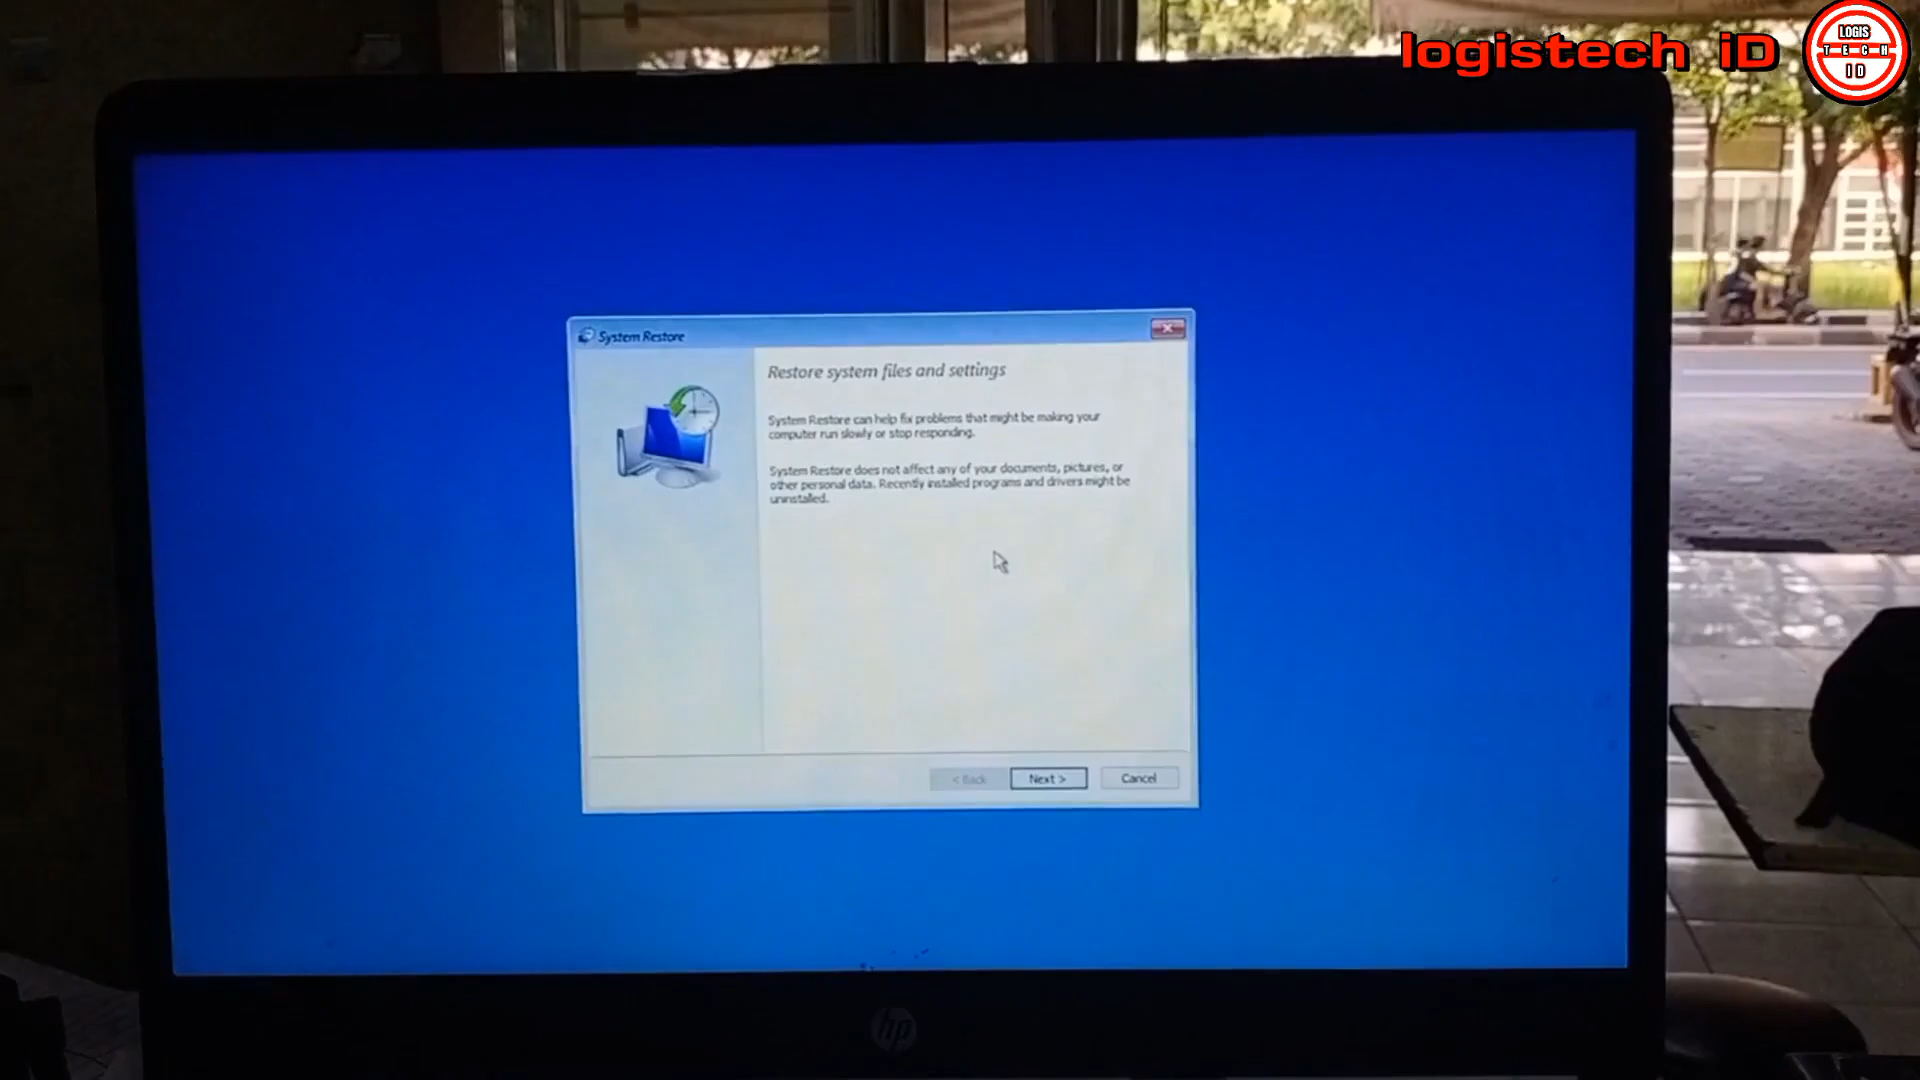 logistech iD
LOGIS
TECH
ID
System Restore
Restore system files and settings
System Restore can help fix problems that might be making your
computer run slowly or stop responding.
System Restore does not affect any of your documents, pictures, or
other personal data. Recently installed programs and drivers might be
uninstalled.
< Back
Next >
Cancel
hp